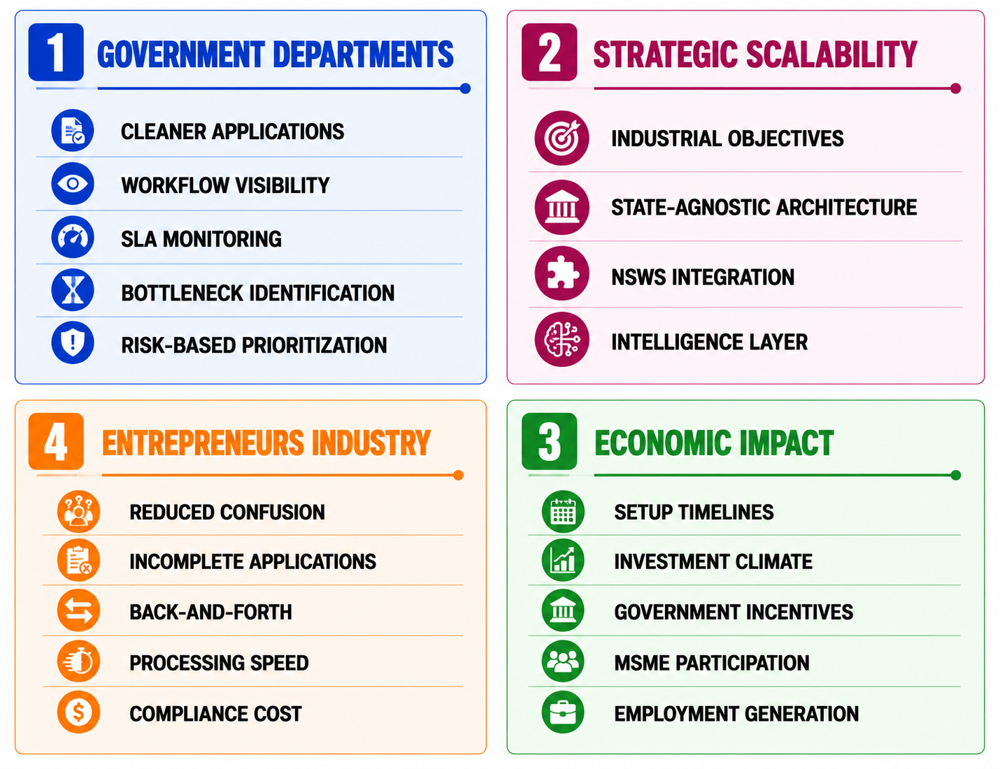 1
GOVERNMENT DEPARTMENTS
CLEANER APPLICATIONS
WORKFLOW VISIBILITY
SLA MONITORING
BOTTLENECK IDENTIFICATION
RISK-BASED PRIORITIZATION
2
STRATEGIC SCALABILITY
INDUSTRIAL OBJECTIVES
STATE-AGNOSTIC ARCHITECTURE
NSWS INTEGRATION
INTELLIGENCE LAYER
4
ENTREPRENEURS INDUSTRY
REDUCED CONFUSION
INCOMPLETE APPLICATIONS
BACK-AND-FORTH
PROCESSING SPEED
COMPLIANCE COST
3
ECONOMIC IMPACT
SETUP TIMELINES
INVESTMENT CLIMATE
GOVERNMENT INCENTIVES
MSME PARTICIPATION
EMPLOYMENT GENERATION